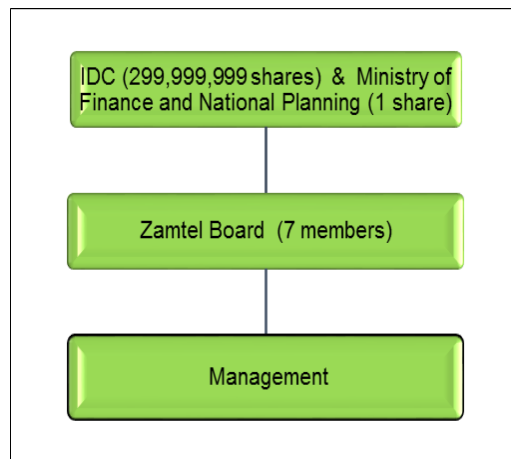 IDC (299,999,999 shares) & Ministry of
Finance and National Planning (1 share)
Zamtel Board (7 members)
Management